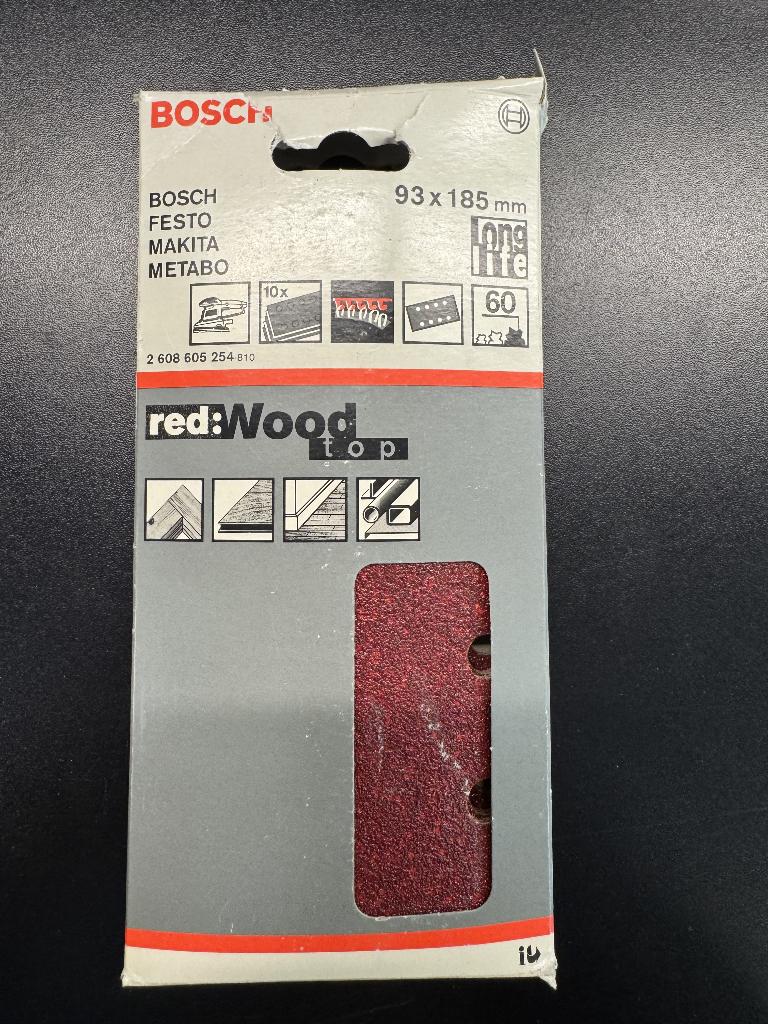 BOSCH
BOSCH
FESTO
MAKITA
METABO
93 x 185 mm
long
life
10x
60
2 608 605 254 810
red:Wood
top